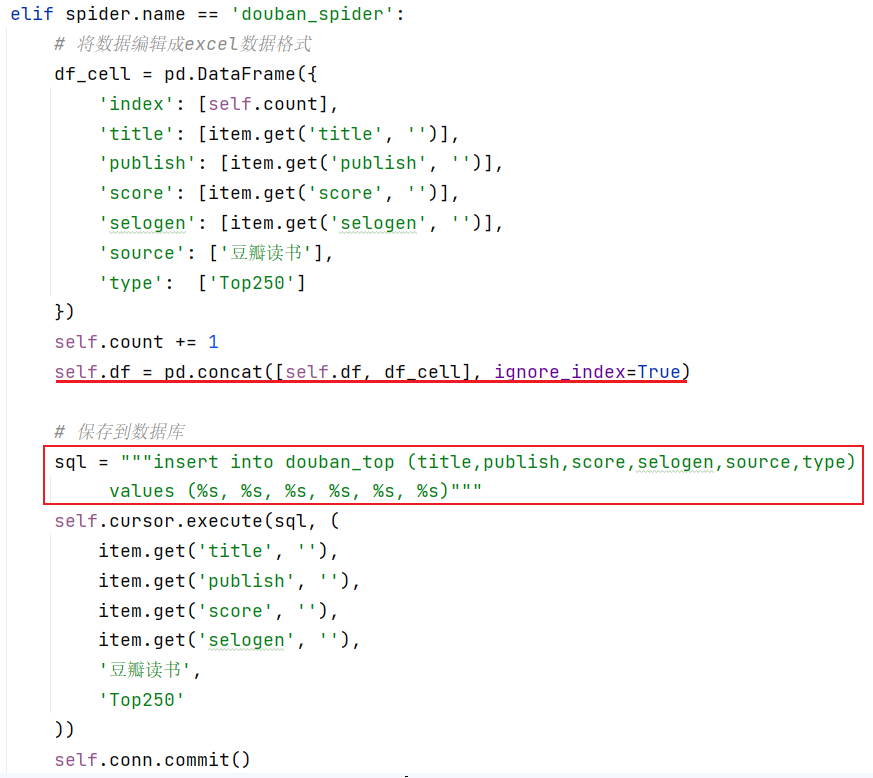 elif spider.name == 'douban_spider':
    # 将数据编辑成excel数据格式
    df_cell = pd.DataFrame({
        'index': [self.count],
        'title': [item.get('title', '')],
        'publish': [item.get('publish', '')],
        'score': [item.get('score', '')],
        'selogen': [item.get('selogen', '')],
        'source': ['豆瓣读书'],
        'type':  ['Top250']
    })
    self.count += 1
    self.df = pd.concat([self.df, df_cell], ignore_index=True)
    # 保存到数据库
    sql = """insert into douban_top (title,publish,score,selogen,source,type)
         values (%s, %s, %s, %s, %s, %s)"""
    self.cursor.execute(sql, (
        item.get('title', ''),
        item.get('publish', ''),
        item.get('score', ''),
        item.get('selogen', ''),
        '豆瓣读书',
        'Top250'
    ))
    self.conn.commit()